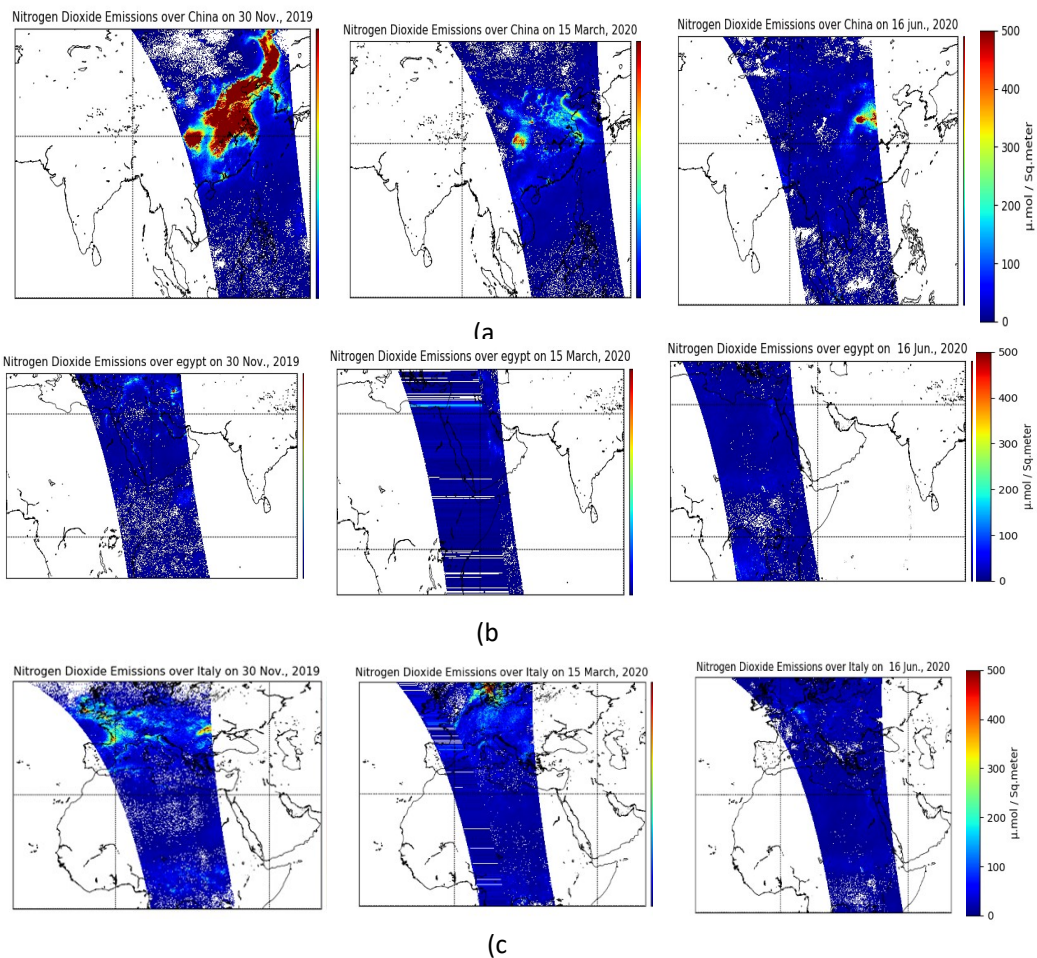 Nitrogen Dioxide Emissions over China on 30 Nov., 2019
Nitrogen Dioxide Emissions over China on 15 March, 2020
Nitrogen Dioxide Emissions over China on 16 jun., 2020
500
400
300
200
100
0
μ.mol / Sq.meter
(a)
Nitrogen Dioxide Emissions over egypt on 30 Nov., 2019
Nitrogen Dioxide Emissions over egypt on 15 March, 2020
Nitrogen Dioxide Emissions over egypt on 16 Jun., 2020
500
400
300
200
100
0
μ.mol / Sq.meter
(b)
Nitrogen Dioxide Emissions over Italy on 30 Nov., 2019
Nitrogen Dioxide Emissions over Italy on 15 March, 2020
Nitrogen Dioxide Emissions over Italy on 16 Jun., 2020
500
400
300
200
100
0
μ.mol / Sq.meter
(c